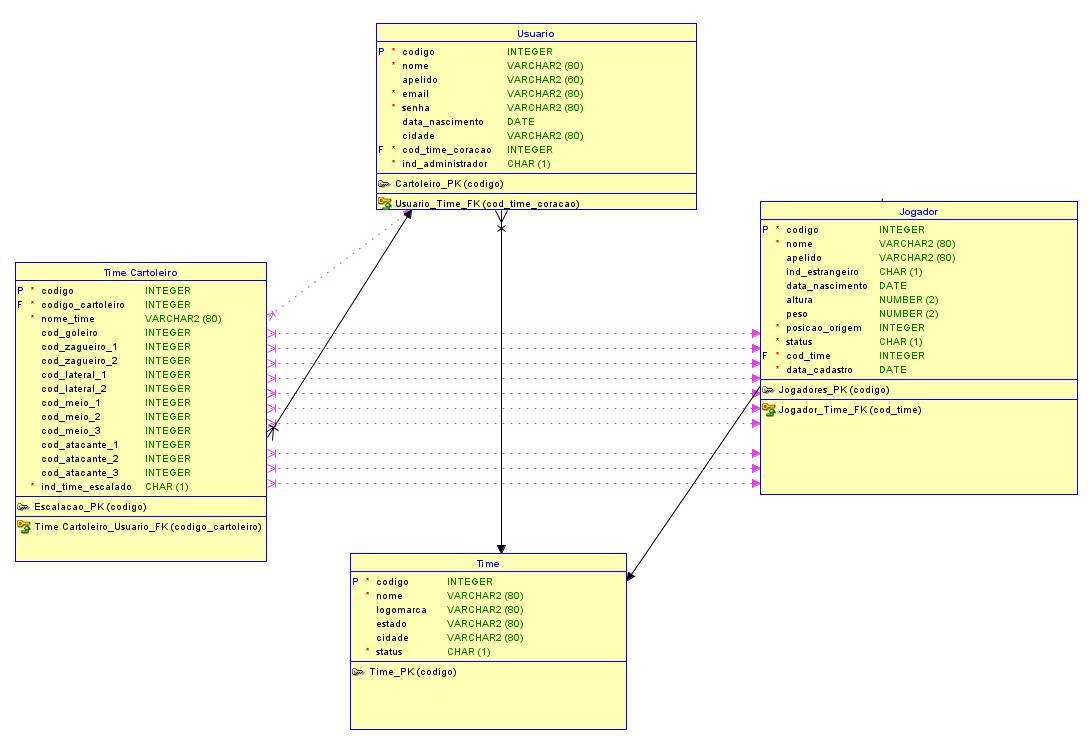 Usuario
P * codigo INTEGER
* nome VARCHAR2 (80)
apelido VARCHAR2 (60)
* email VARCHAR2 (80)
* senha VARCHAR2 (80)
data_nascimento DATE
cidade VARCHAR2 (80)
F * cod_time_coracao INTEGER
* ind_administrador CHAR (1)
Cartoleiro_PK (codigo)
Usuario_Time_FK (cod_time_coracao)
Jogador
P * codigo INTEGER
* nome VARCHAR2 (80)
apelido VARCHAR2 (80)
ind_estrangeiro CHAR (1)
data_nascimento DATE
altura NUMBER (2)
peso NUMBER (2)
* posicao_origem INTEGER
* status CHAR (1)
F * cod_time INTEGER
* data_cadastro DATE
Jogadores_PK (codigo)
Jogador_Time_FK (cod_time)
Time Cartoleiro
P * codigo INTEGER
F * codigo_cartoleiro INTEGER
* nome_time VARCHAR2 (80)
cod_goleiro INTEGER
cod_zagueiro_1 INTEGER
cod_zagueiro_2 INTEGER
cod_lateral_1 INTEGER
cod_lateral_2 INTEGER
cod_meio_1 INTEGER
cod_meio_2 INTEGER
cod_meio_3 INTEGER
cod_atacante_1 INTEGER
cod_atacante_2 INTEGER
cod_atacante_3 INTEGER
* ind_time_escalado CHAR (1)
Escalacao_PK (codigo)
Time Cartoleiro_Usuario_FK (codigo_cartoleiro)
Time
P * codigo INTEGER
* nome VARCHAR2 (80)
logomarca VARCHAR2 (80)
estado VARCHAR2 (80)
cidade VARCHAR2 (80)
* status CHAR (1)
Time_PK (codigo)